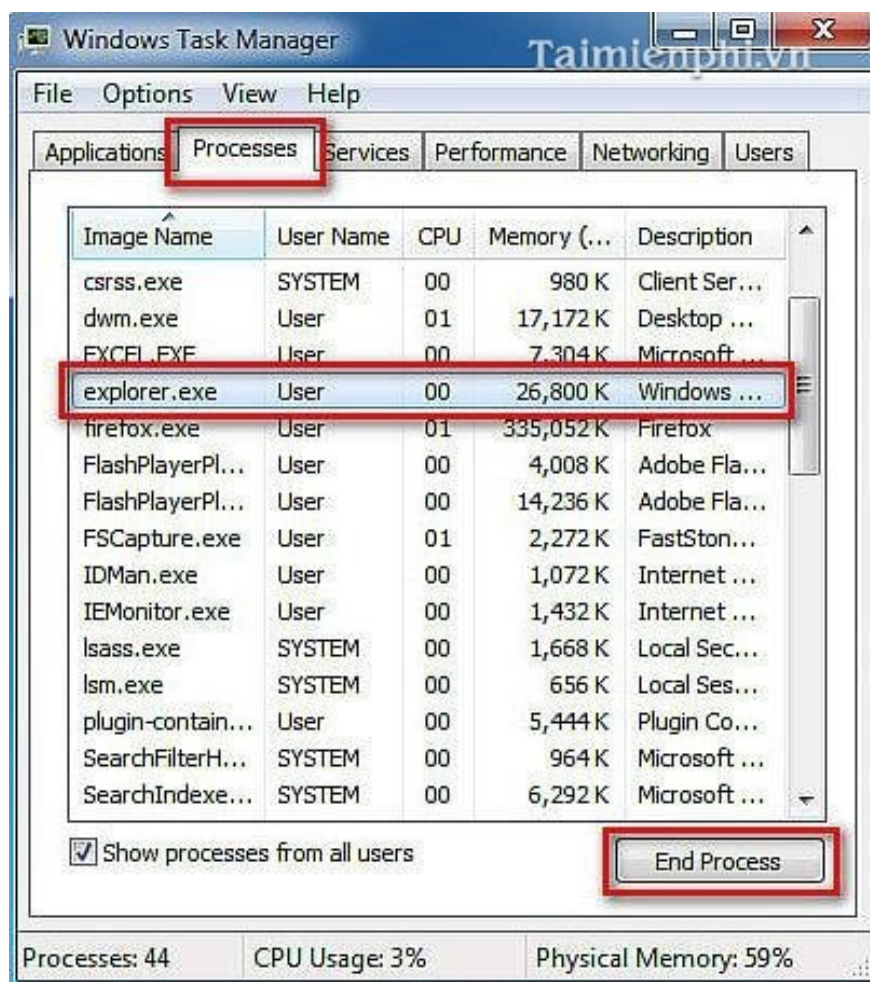 Windows Task Manager
Taimienphi.vn
File Options View Help
Applications Processes Services Performance Networking Users
Image Name User Name CPU Memory (... Description
csrss.exe SYSTEM 00 980 K Client Ser...
dwm.exe User 01 17,172 K Desktop ...
EXCEL.EXE User 00 7,304 K Microsoft ...
explorer.exe User 00 26,800 K Windows ...
firefox.exe User 01 335,052 K Firefox
FlashPlayerPl... User 00 4,008 K Adobe Fla...
FlashPlayerPl... User 00 14,236 K Adobe Fla...
FSCapture.exe User 01 2,272 K FastSton...
IDMan.exe User 00 1,072 K Internet ...
IEMonitor.exe User 00 1,432 K Internet ...
lsass.exe SYSTEM 00 1,668 K Local Sec...
lsm.exe SYSTEM 00 656 K Local Ses...
plugin-contain... User 00 5,444 K Plugin Co...
SearchFilterH... SYSTEM 00 964 K Microsoft ...
SearchIndexe... SYSTEM 00 6,292 K Microsoft ...
Show processes from all users End Process
Processes: 44 CPU Usage: 3% Physical Memory: 59%